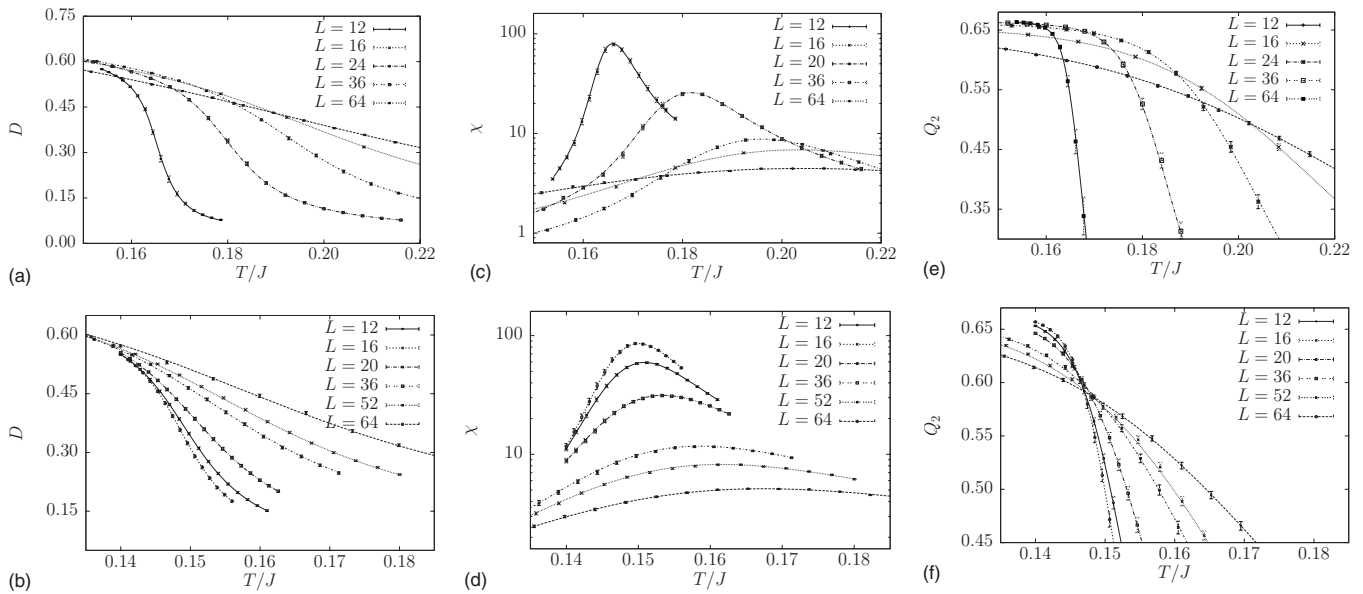 D
0.60
0.45
0.30
0.15
0.00
L = 12
L = 16
L = 24
L = 36
L = 64
0.16 0.18 0.20 0.22
T/J
(a)
χ
100
10
1
L = 12
L = 16
L = 20
L = 36
L = 64
0.16 0.18 0.20 0.22
T/J
(c)
Q2
0.65
0.55
0.45
0.35
L = 12
L = 16
L = 24
L = 36
L = 64
0.16 0.18 0.20 0.22
T/J
(e)
D
0.60
0.45
0.30
0.15
L = 12
L = 16
L = 20
L = 36
L = 52
L = 64
0.14 0.15 0.16 0.17 0.18
T/J
(b)
χ
100
10
L = 12
L = 16
L = 20
L = 36
L = 52
L = 64
0.14 0.15 0.16 0.17 0.18
T/J
(d)
Q2
0.65
0.60
0.55
0.50
0.45
L = 12
L = 16
L = 20
L = 36
L = 52
L = 64
0.14 0.15 0.16 0.17 0.18
T/J
(f)